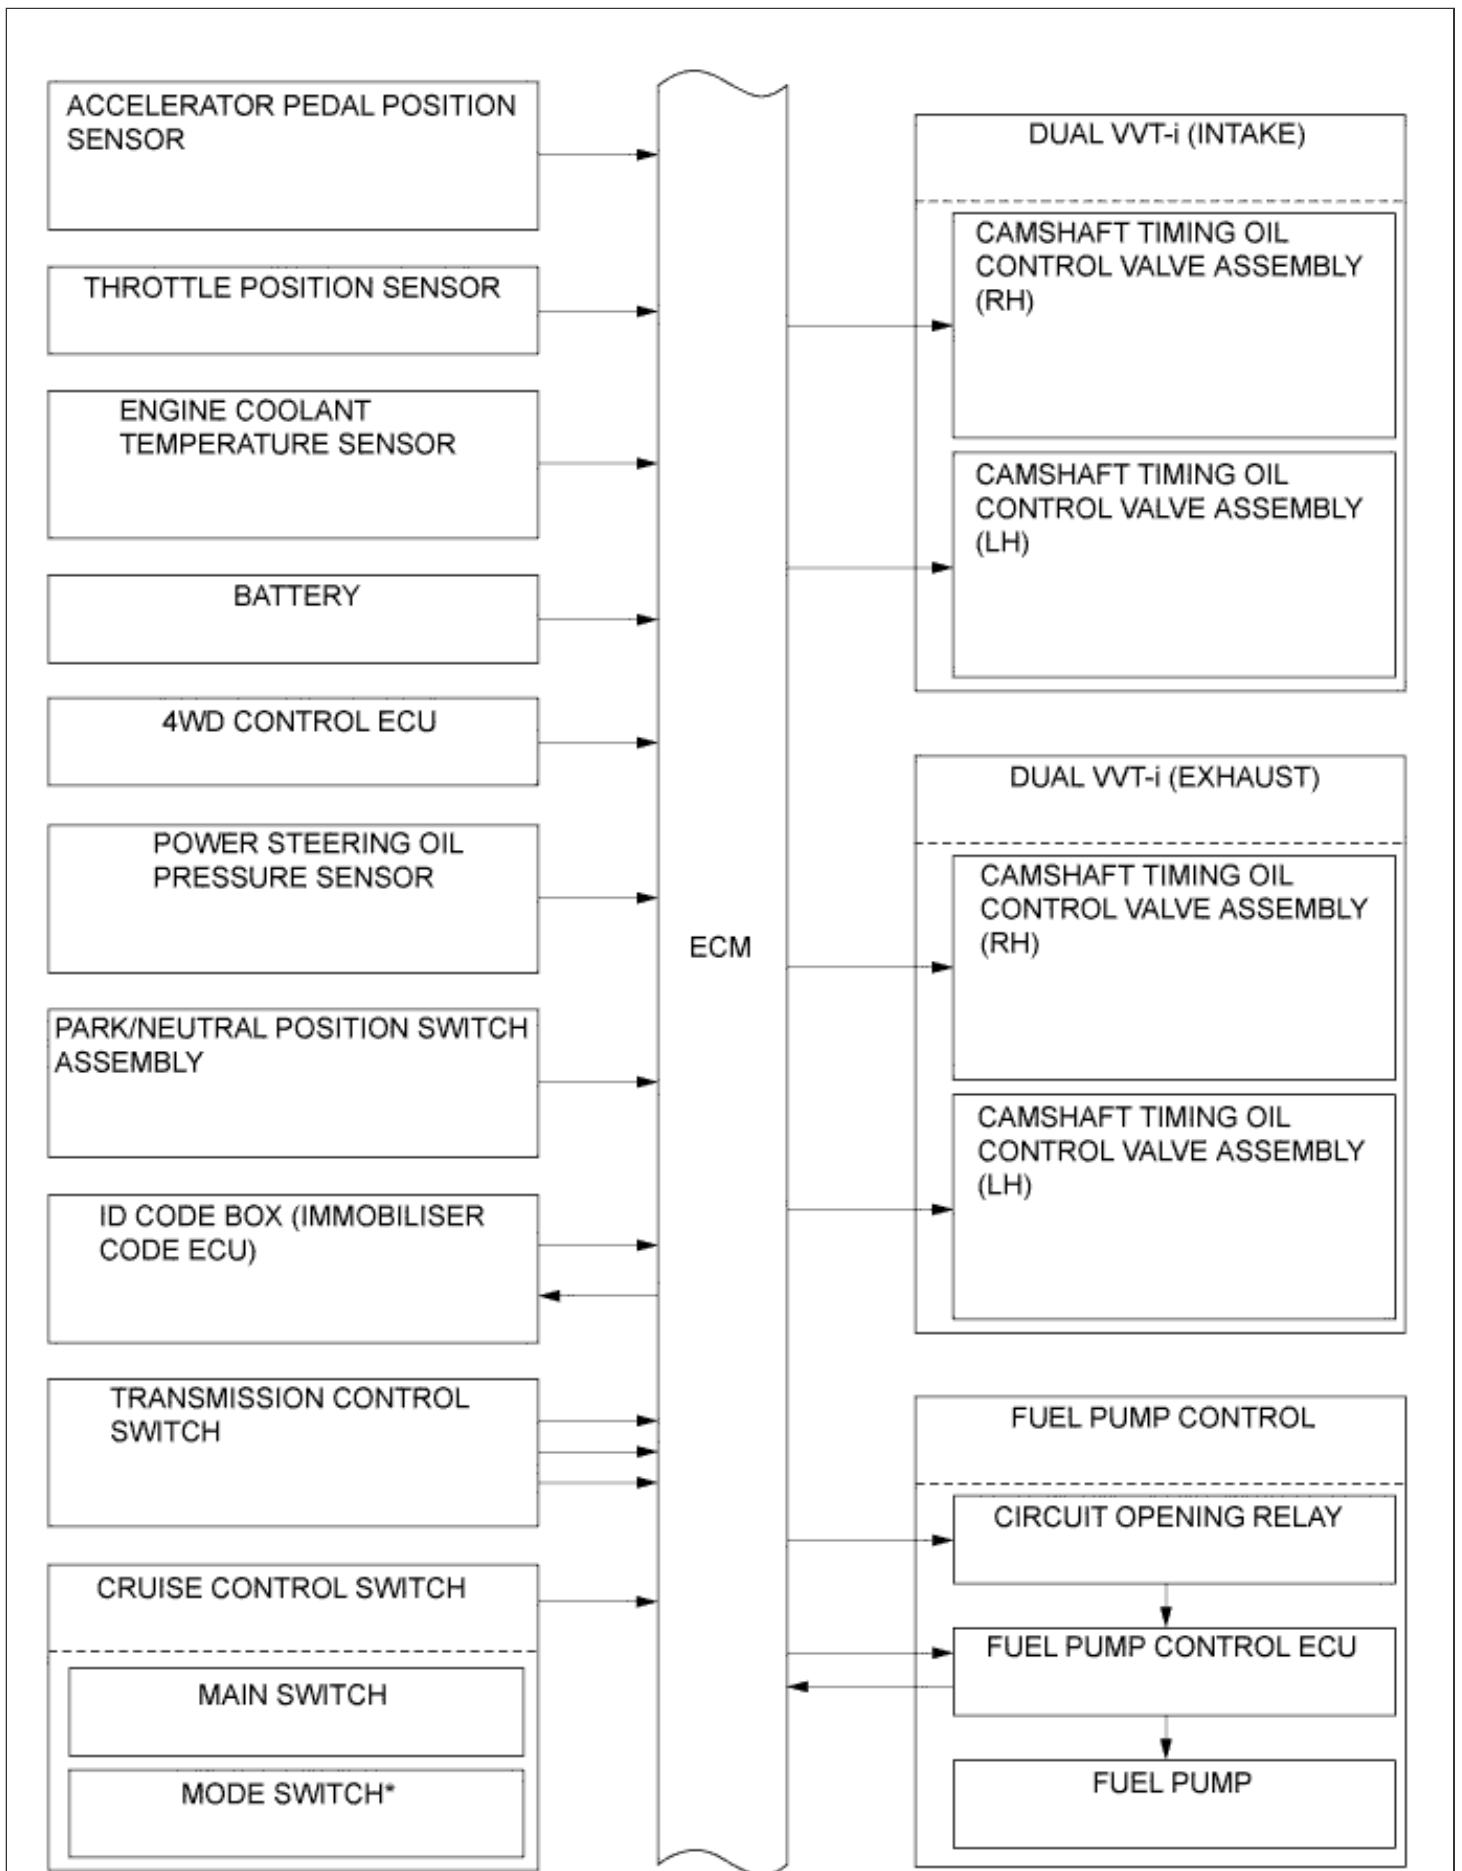 ACCELERATOR PEDAL POSITION
SENSOR
THROTTLE POSITION SENSOR
ENGINE COOLANT
TEMPERATURE SENSOR
BATTERY
4WD CONTROL ECU
POWER STEERING OIL
PRESSURE SENSOR
PARK/NEUTRAL POSITION SWITCH
ASSEMBLY
ID CODE BOX (IMMOBILISER
CODE ECU)
TRANSMISSION CONTROL
SWITCH
CRUISE CONTROL SWITCH
MAIN SWITCH
MODE SWITCH*
ECM
DUAL VVT-i (INTAKE)
CAMSHAFT TIMING OIL
CONTROL VALVE ASSEMBLY
(RH)
CAMSHAFT TIMING OIL
CONTROL VALVE ASSEMBLY
(LH)
DUAL VVT-i (EXHAUST)
CAMSHAFT TIMING OIL
CONTROL VALVE ASSEMBLY
(RH)
CAMSHAFT TIMING OIL
CONTROL VALVE ASSEMBLY
(LH)
FUEL PUMP CONTROL
CIRCUIT OPENING RELAY
FUEL PUMP CONTROL ECU
FUEL PUMP